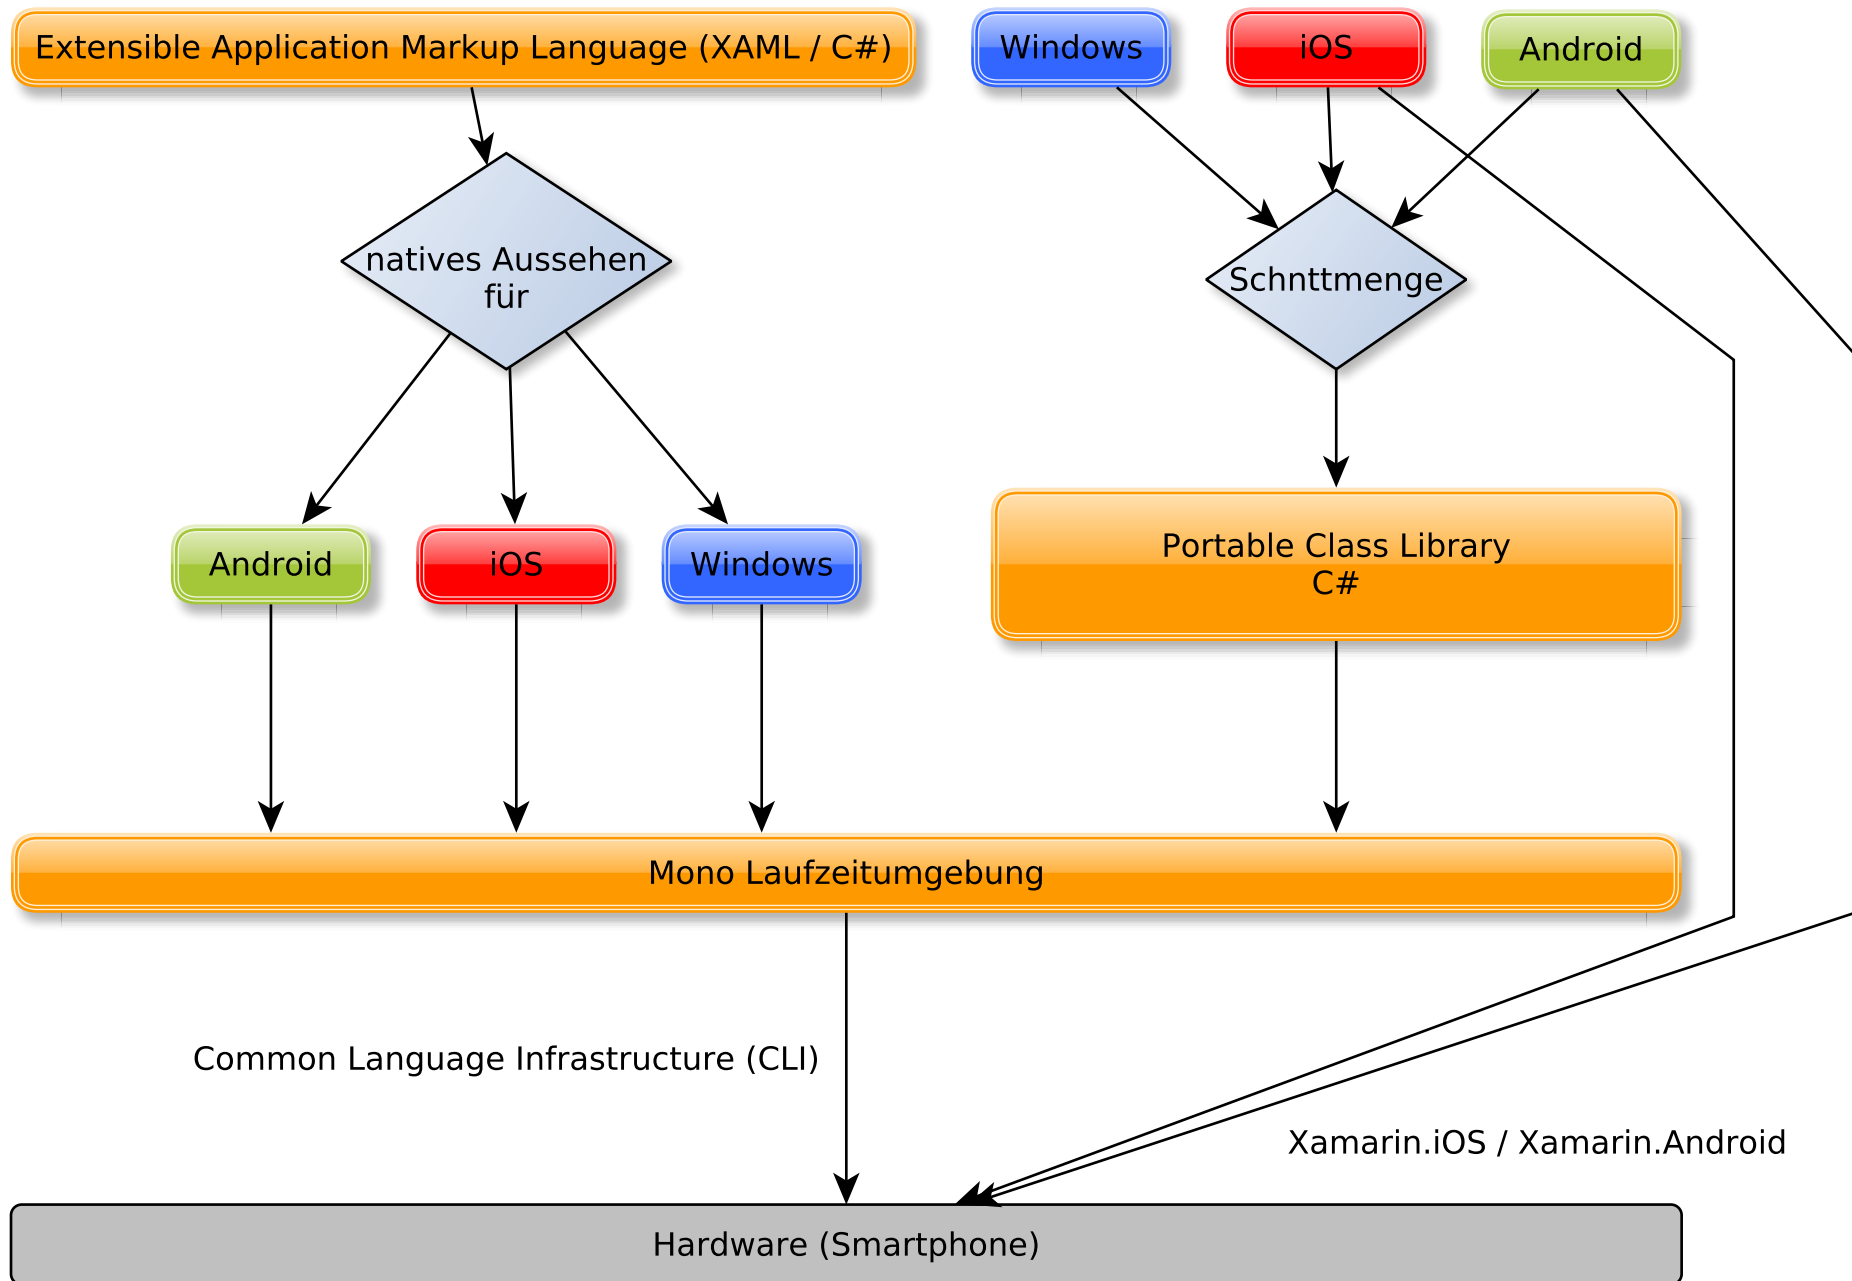 Extensible Application Markup Language (XAML / C#)
Windows
iOS
Android
natives Aussehen
für
Schnttmenge
Android
iOS
Windows
Portable Class Library
C#
Mono Laufzeitumgebung
Common Language Infrastructure (CLI)
Xamarin.iOS / Xamarin.Android
Hardware (Smartphone)